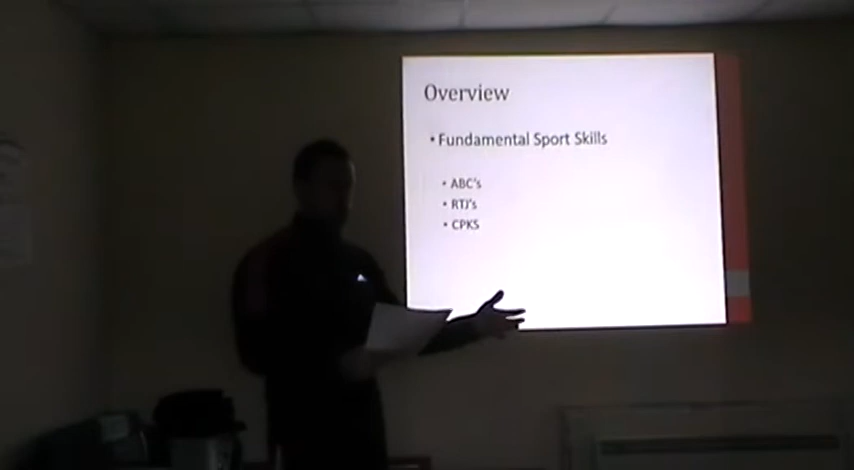 Overview
• Fundamental Sport Skills
• ABC's
• RTJ's
• CPKS